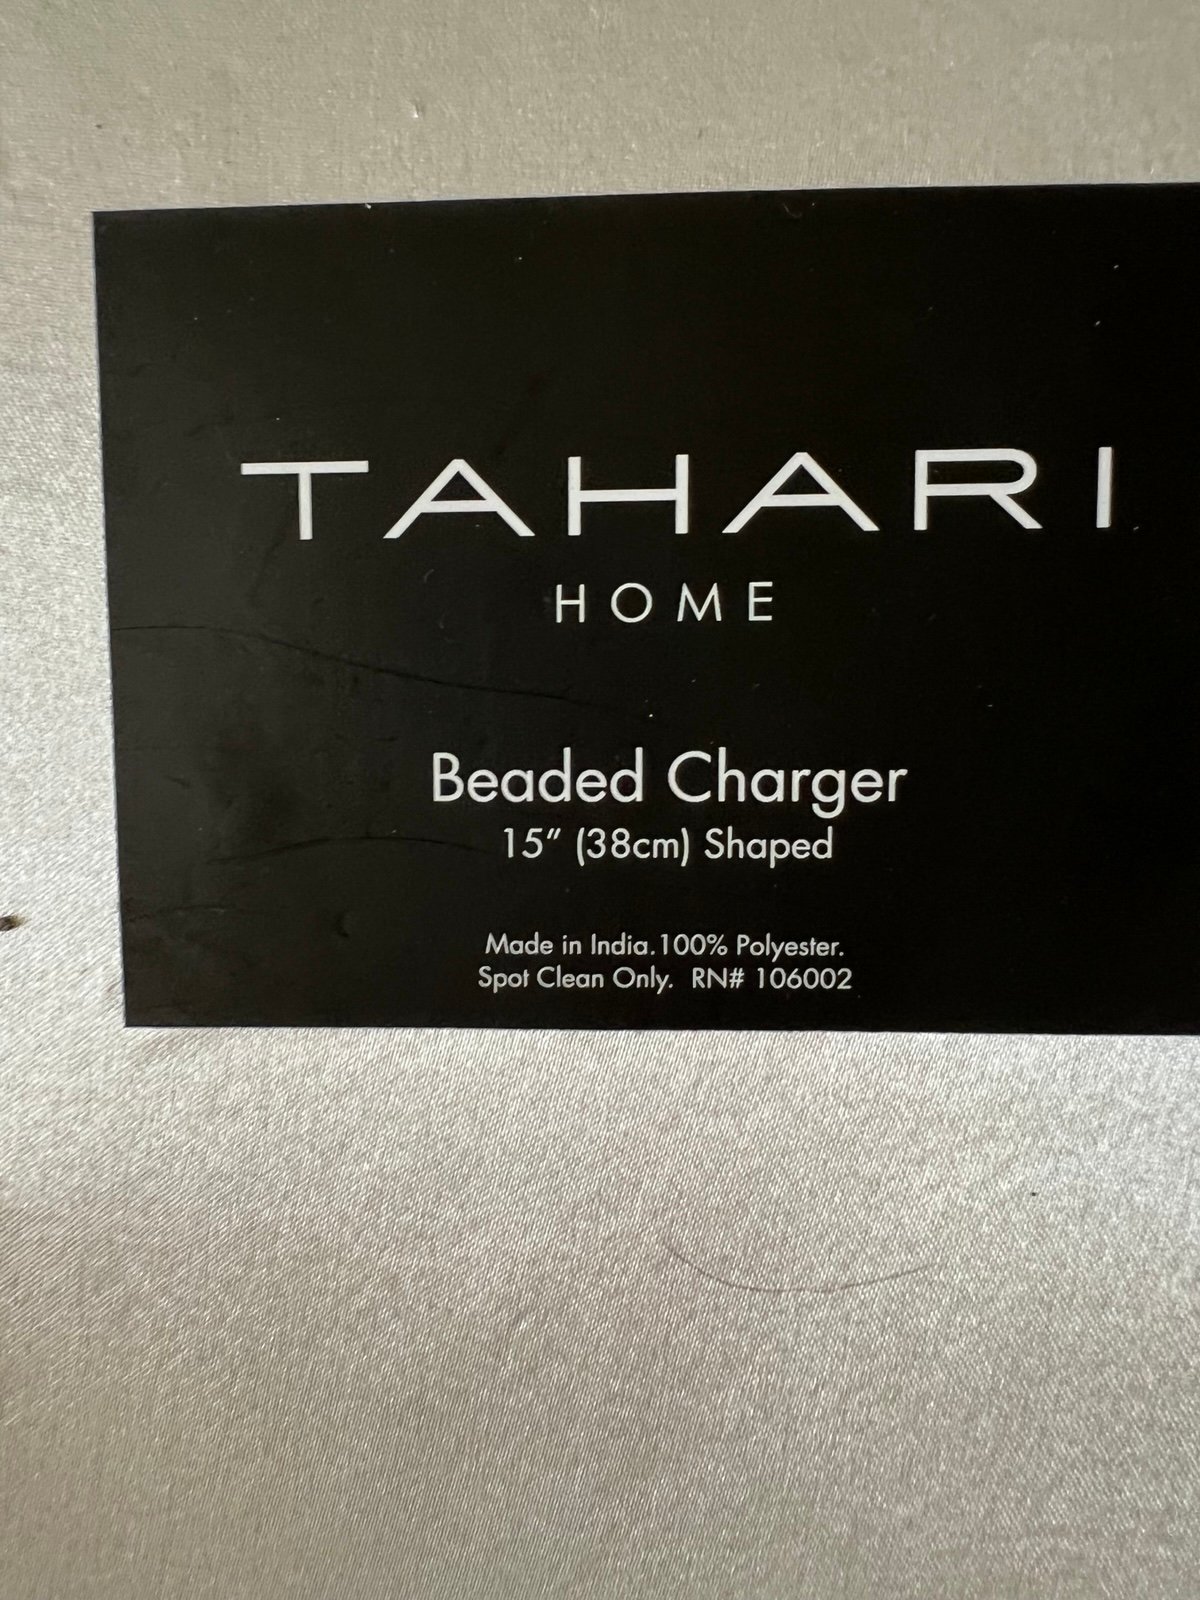 TAHARI
HOME
Beaded Charger
15” (38cm) Shaped
Made in India.100% Polyester.
Spot Clean Only. RN# 106002